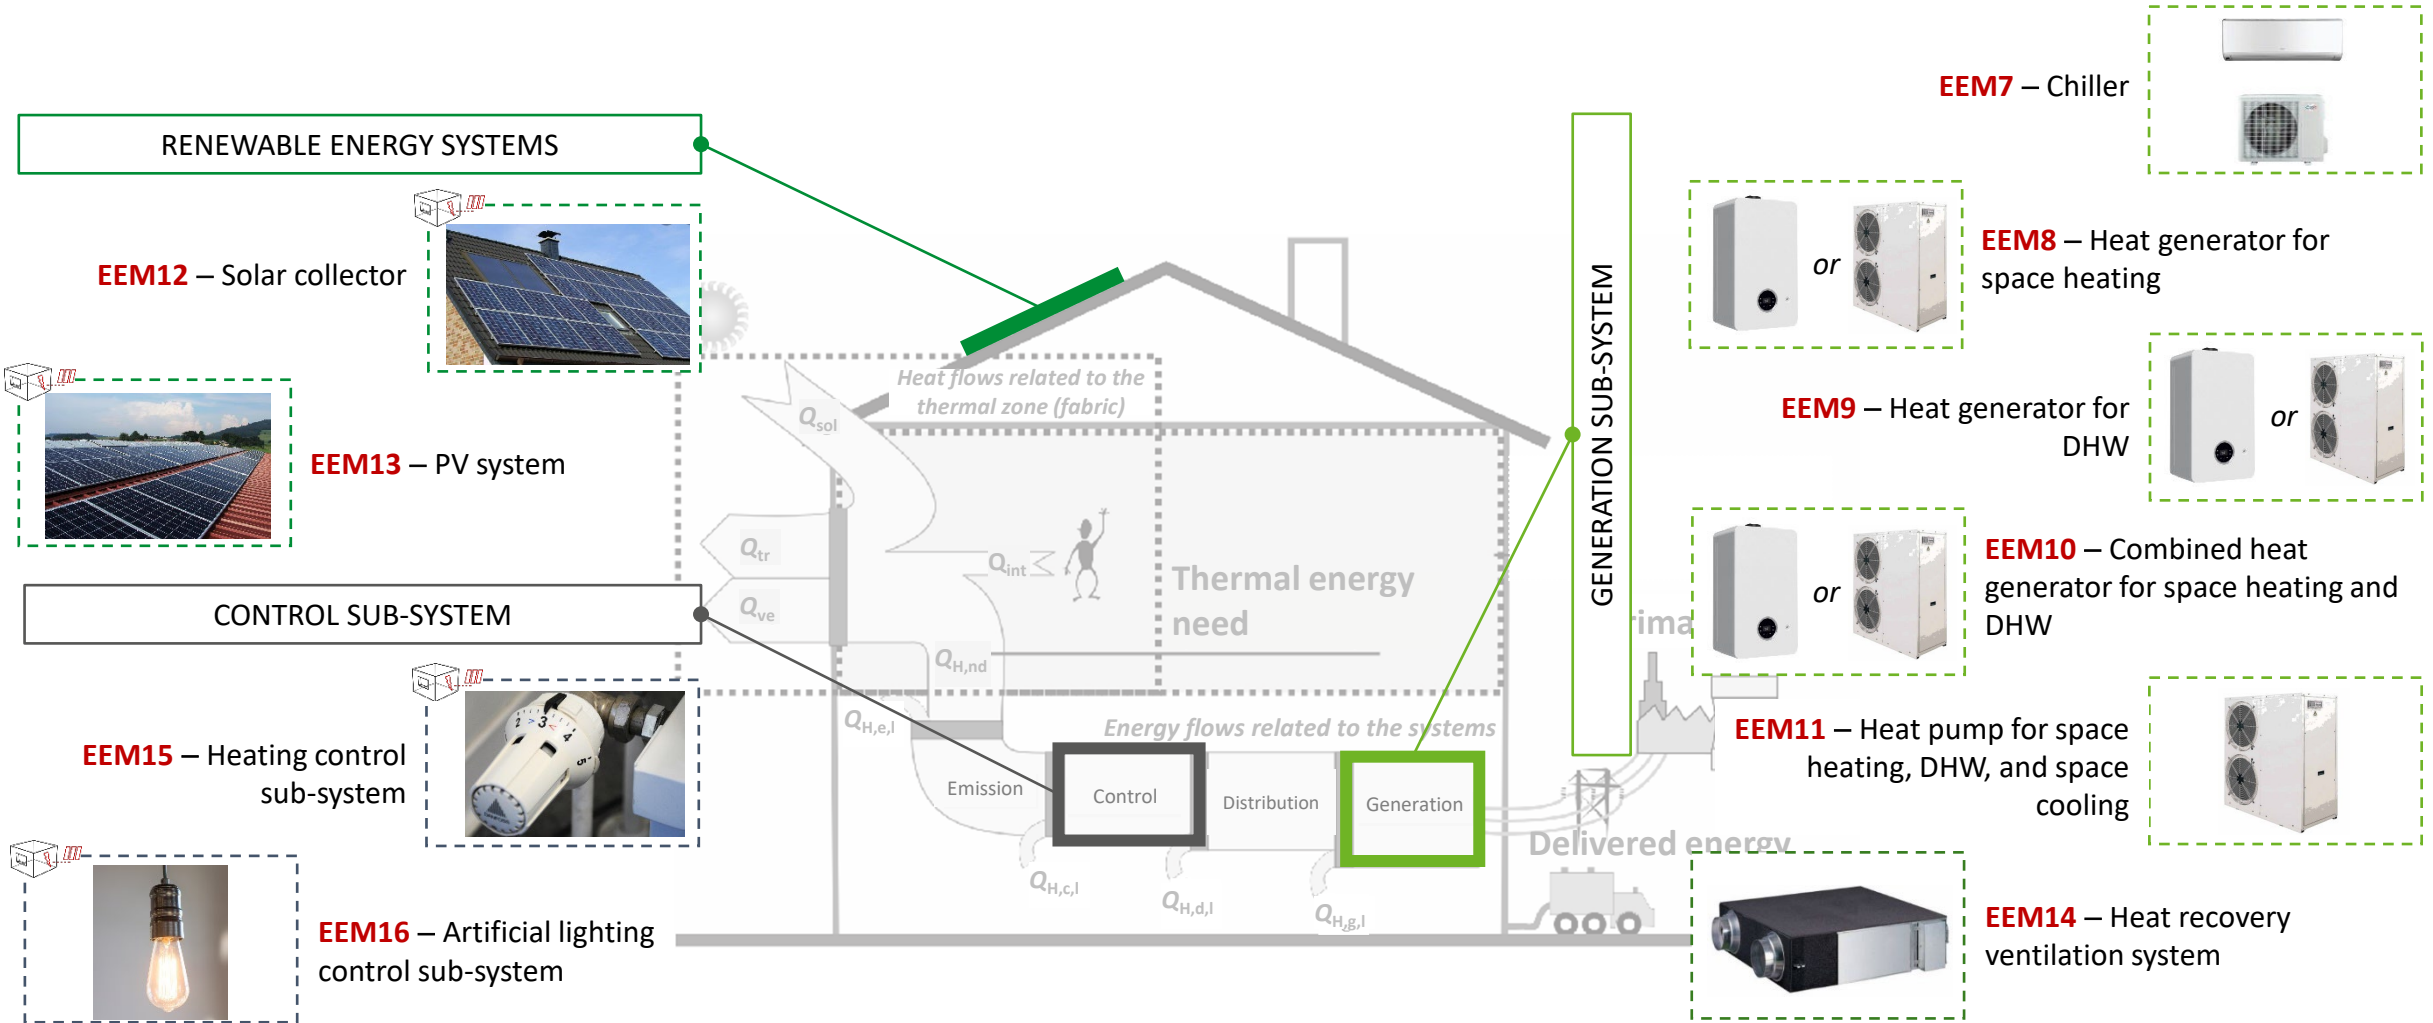 RENEWABLE ENERGY SYSTEMS
EEM12 – Solar collector
EEM13 – PV system
CONTROL SUB-SYSTEM
EEM15 – Heating control
sub-system
EEM16 – Artificial lighting
control sub-system
Heat flows related to the
thermal zone (fabric)
Qsol
Qtr
Qve
Qint
Thermal energy
need
QH,nd
QH,e,l
Energy flows related to the systems
Emission
Control
Distribution
Generation
QH,c,l
QH,d,l
QH,g,l
Delivered energy
GENERATION SUB-SYSTEM
EEM7 – Chiller
or
EEM8 – Heat generator for
space heating
EEM9 – Heat generator for
DHW
or
or
EEM10 – Combined heat
generator for space heating and
DHW
EEM11 – Heat pump for space
heating, DHW, and space
cooling
EEM14 – Heat recovery
ventilation system